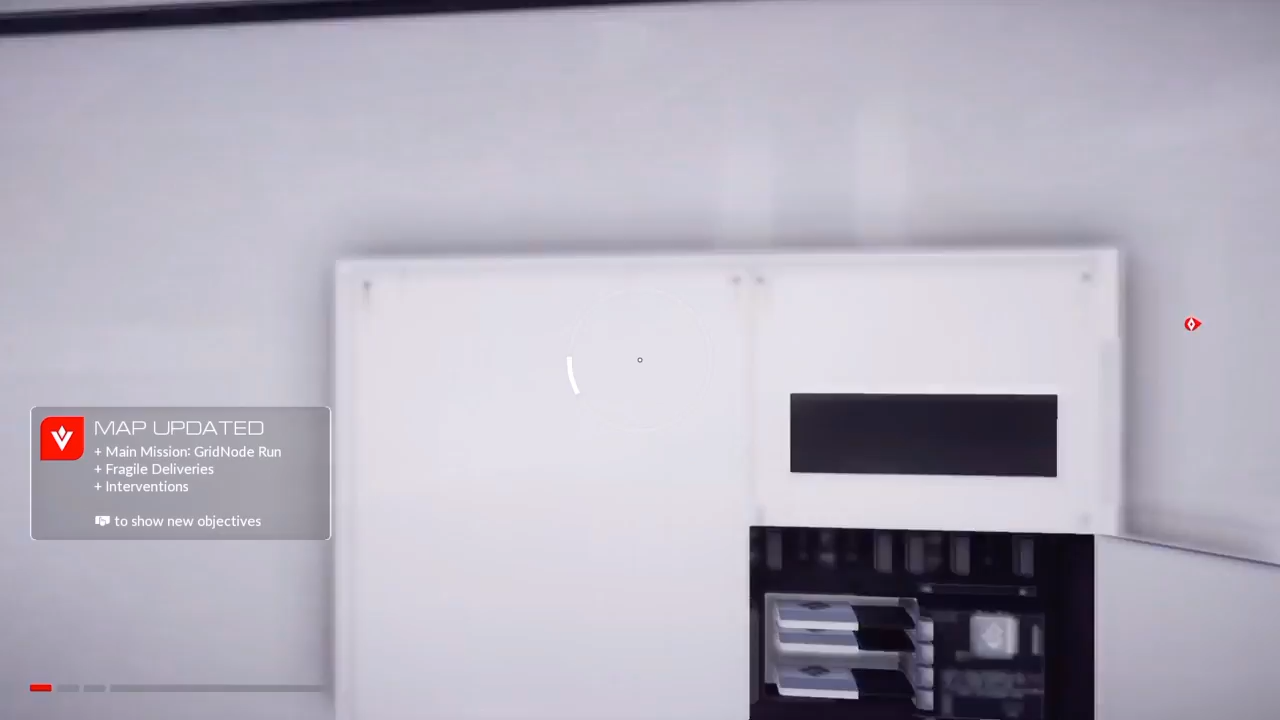 MAP UPDATED
+ Main Mission: GridNode Run
+ Fragile Deliveries
+ Interventions
to show new objectives